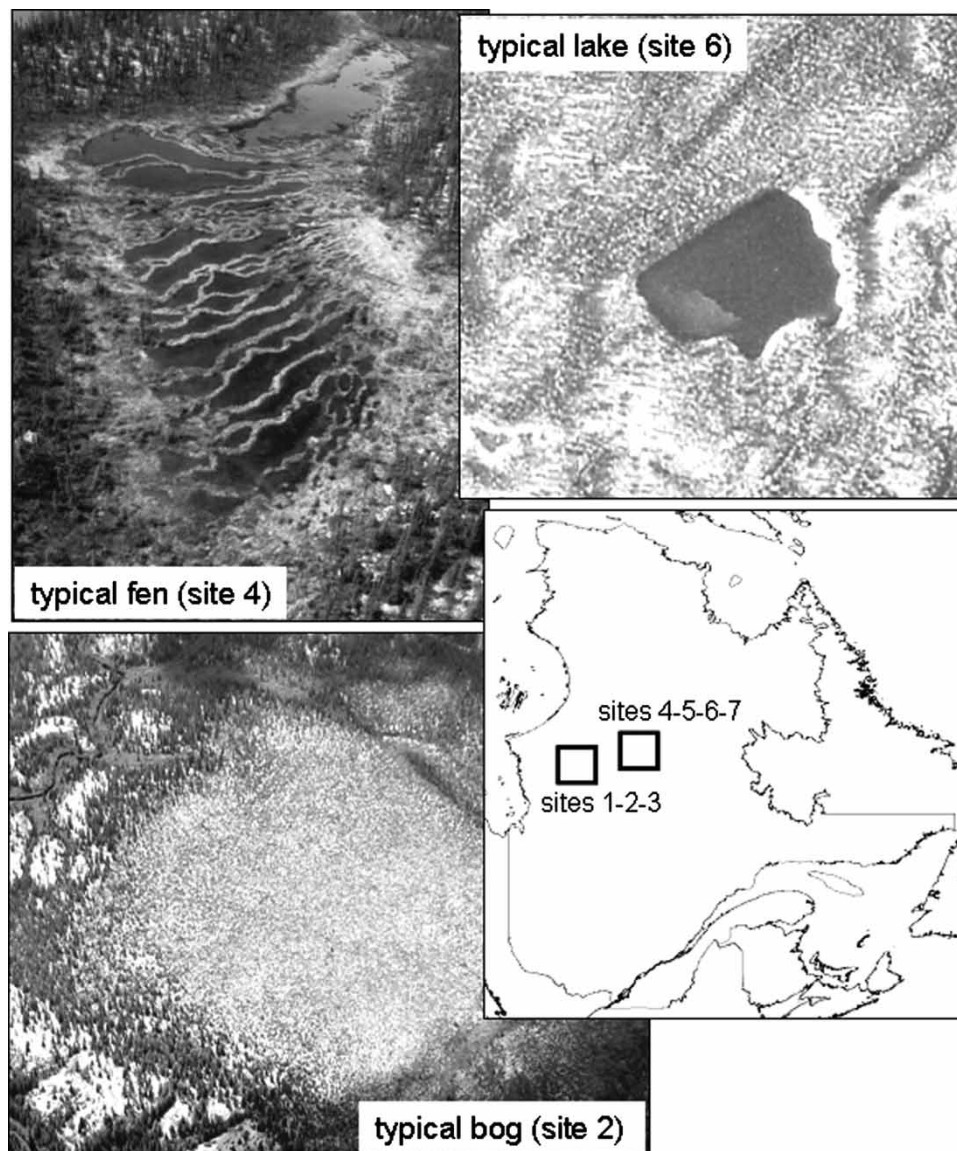 typical lake (site 6)
typical fen (site 4)
sites 4-5-6-7
sites 1-2-3
typical bog (site 2)